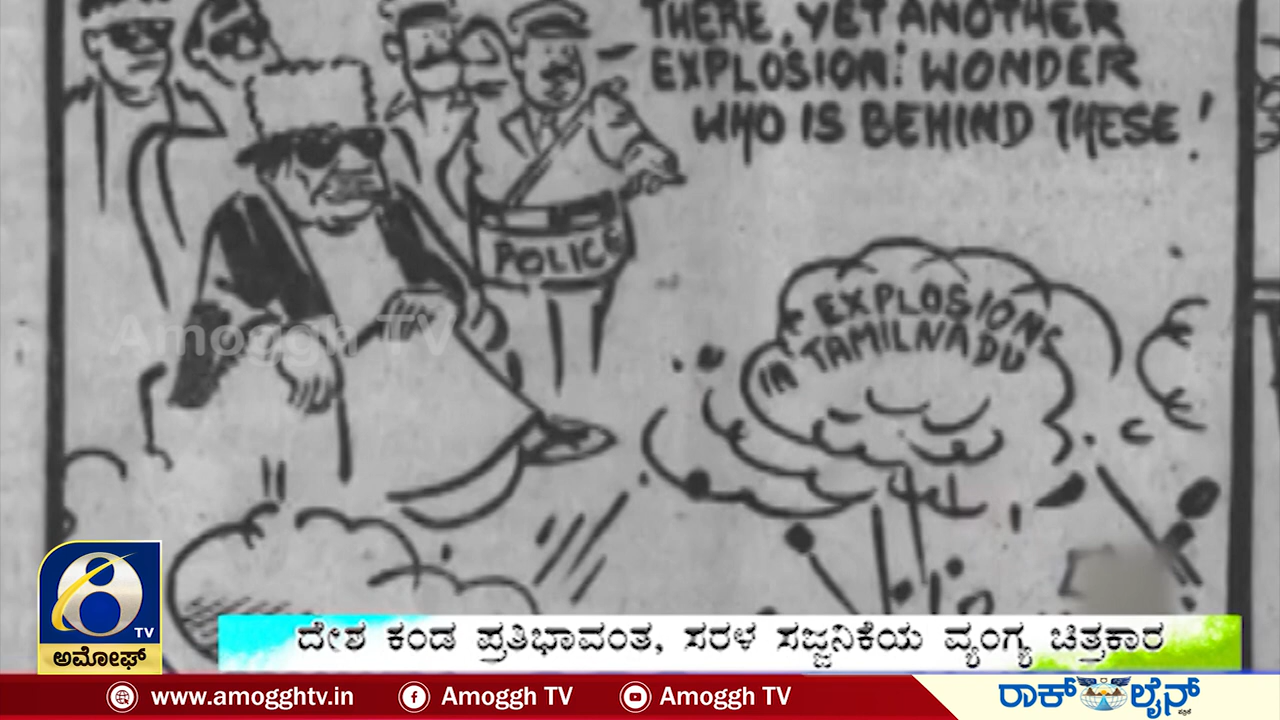 THERE, YET ANOTHER
EXPLOSION! WONDER
WHO IS BEHIND THESE!
POLICE
EXPLOSIONS
IN TAMILNADU
Amoggh TV
TV
ಅಮೋಘ್
ದೇಶ ಕಂಡ ಪ್ರತಿಭಾವಂತ, ಸರಳ ಸಜ್ಜನಿಕೆಯ ವ್ಯಂಗ್ಯ ಚಿತ್ರಕಾರ
www.amogghtv.in
Amoggh TV
Amoggh TV
ರಾಕ್ ಲೈನ್